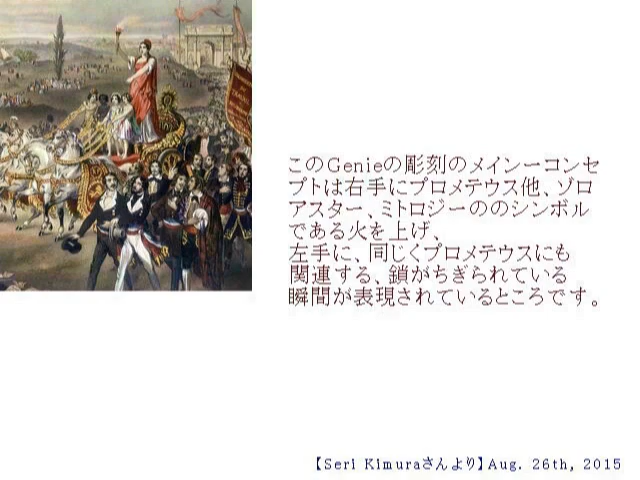 このGenieの彫刻のメインーコンセ
プトは右手にプロメテウス他、ゾロ
アスター、ミトロジーののシンボル
である火を上げ、
左手に、同じくプロメテウスにも
関連する、鎖がちぎられている
瞬間が表現されているところです。
【Seri Kimuraさんより】Aug. 26th, 2015